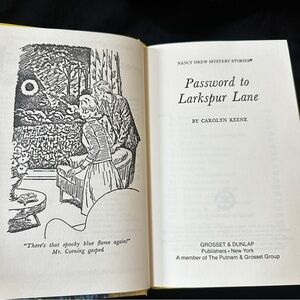 "There's that spooky blue flame again!"
Mr. Corning gasped
NANCY DREW MYSTERY STORIES®
Password to
Larkspur Lane
BY CAROLYN KEENE
GROSSET & DUNLAP
Publishers • New York
A member of The Putnam & Grosset Group